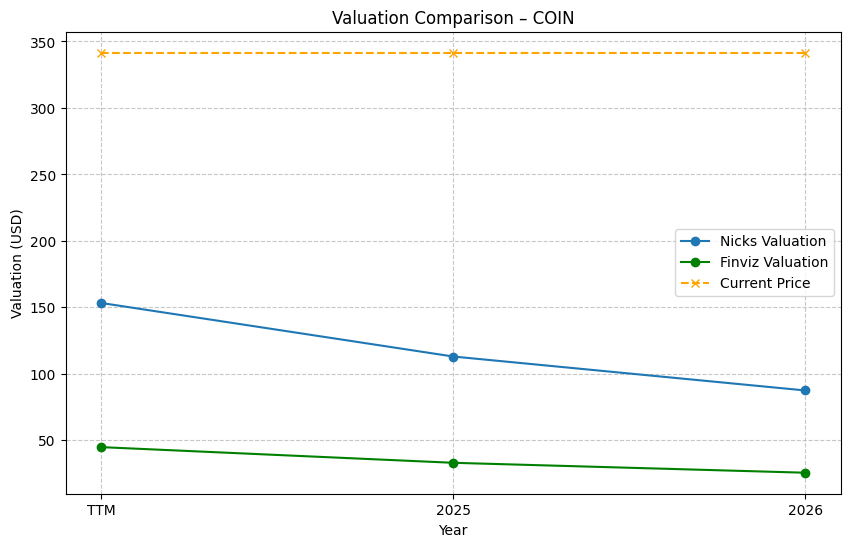 Valuation Comparison – COIN
Valuation (USD)
350
300
250
200
150
100
50
Nicks Valuation
Finviz Valuation
Current Price
TTM
2025
2026
Year